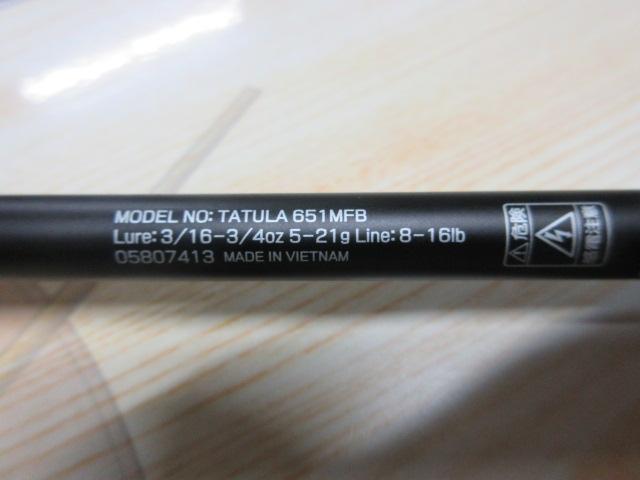 MODEL NO: TATULA 651MFB
Lure: 3/16-3/4oz 5-21g Line: 8-16lb
05807413 MADE IN VIETNAM
危険
感電注意